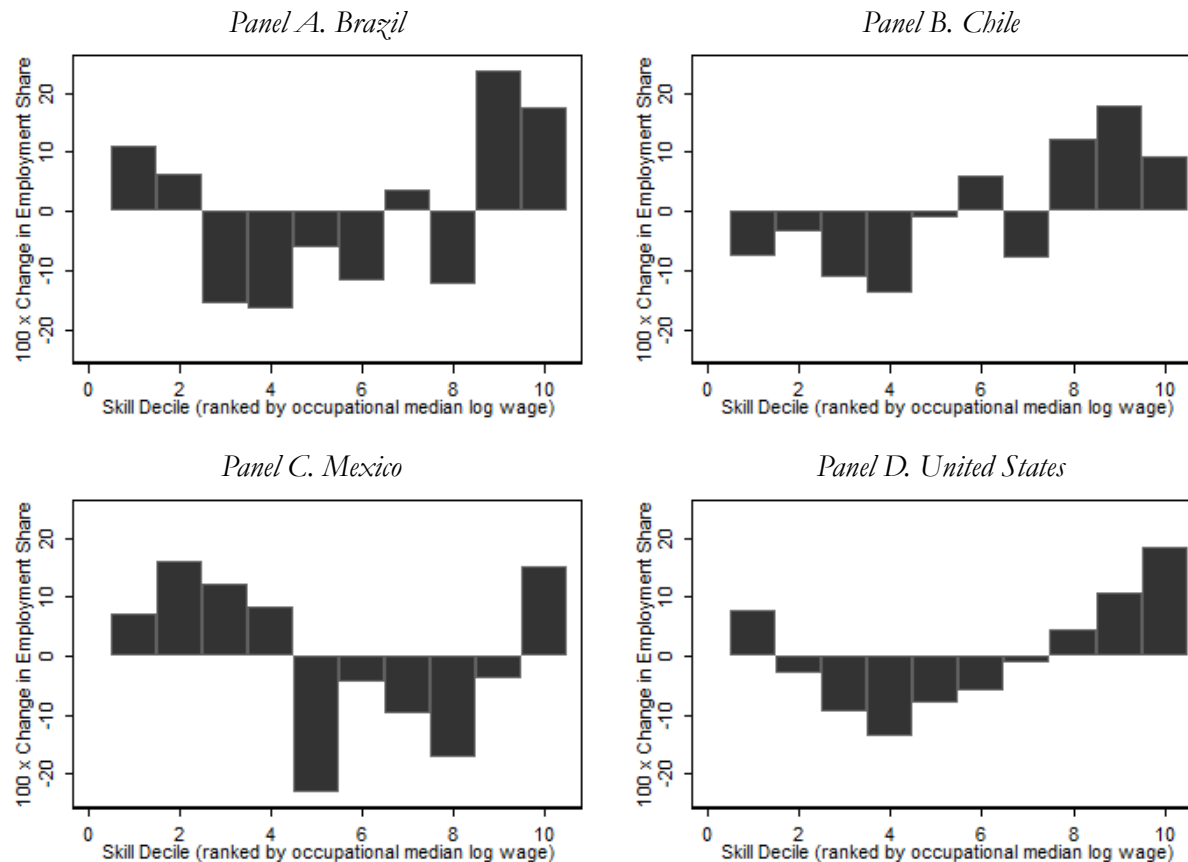 Panel A. Brazil
100 x Change in Employment Share
20
10
0
-10
-20
0 2 4 6 8 10
Skill Decile (ranked by occupational median log wage)
Panel B. Chile
100 x Change in Employment Share
20
10
0
-10
-20
0 2 4 6 8 10
Skill Decile (ranked by occupational median log wage)
Panel C. Mexico
100 x Change in Employment Share
20
10
0
-10
-20
0 2 4 6 8 10
Skill Decile (ranked by occupational median log wage)
Panel D. United States
100 x Change in Employment Share
20
10
0
-10
-20
0 2 4 6 8 10
Skill Decile (ranked by occupational median log wage)